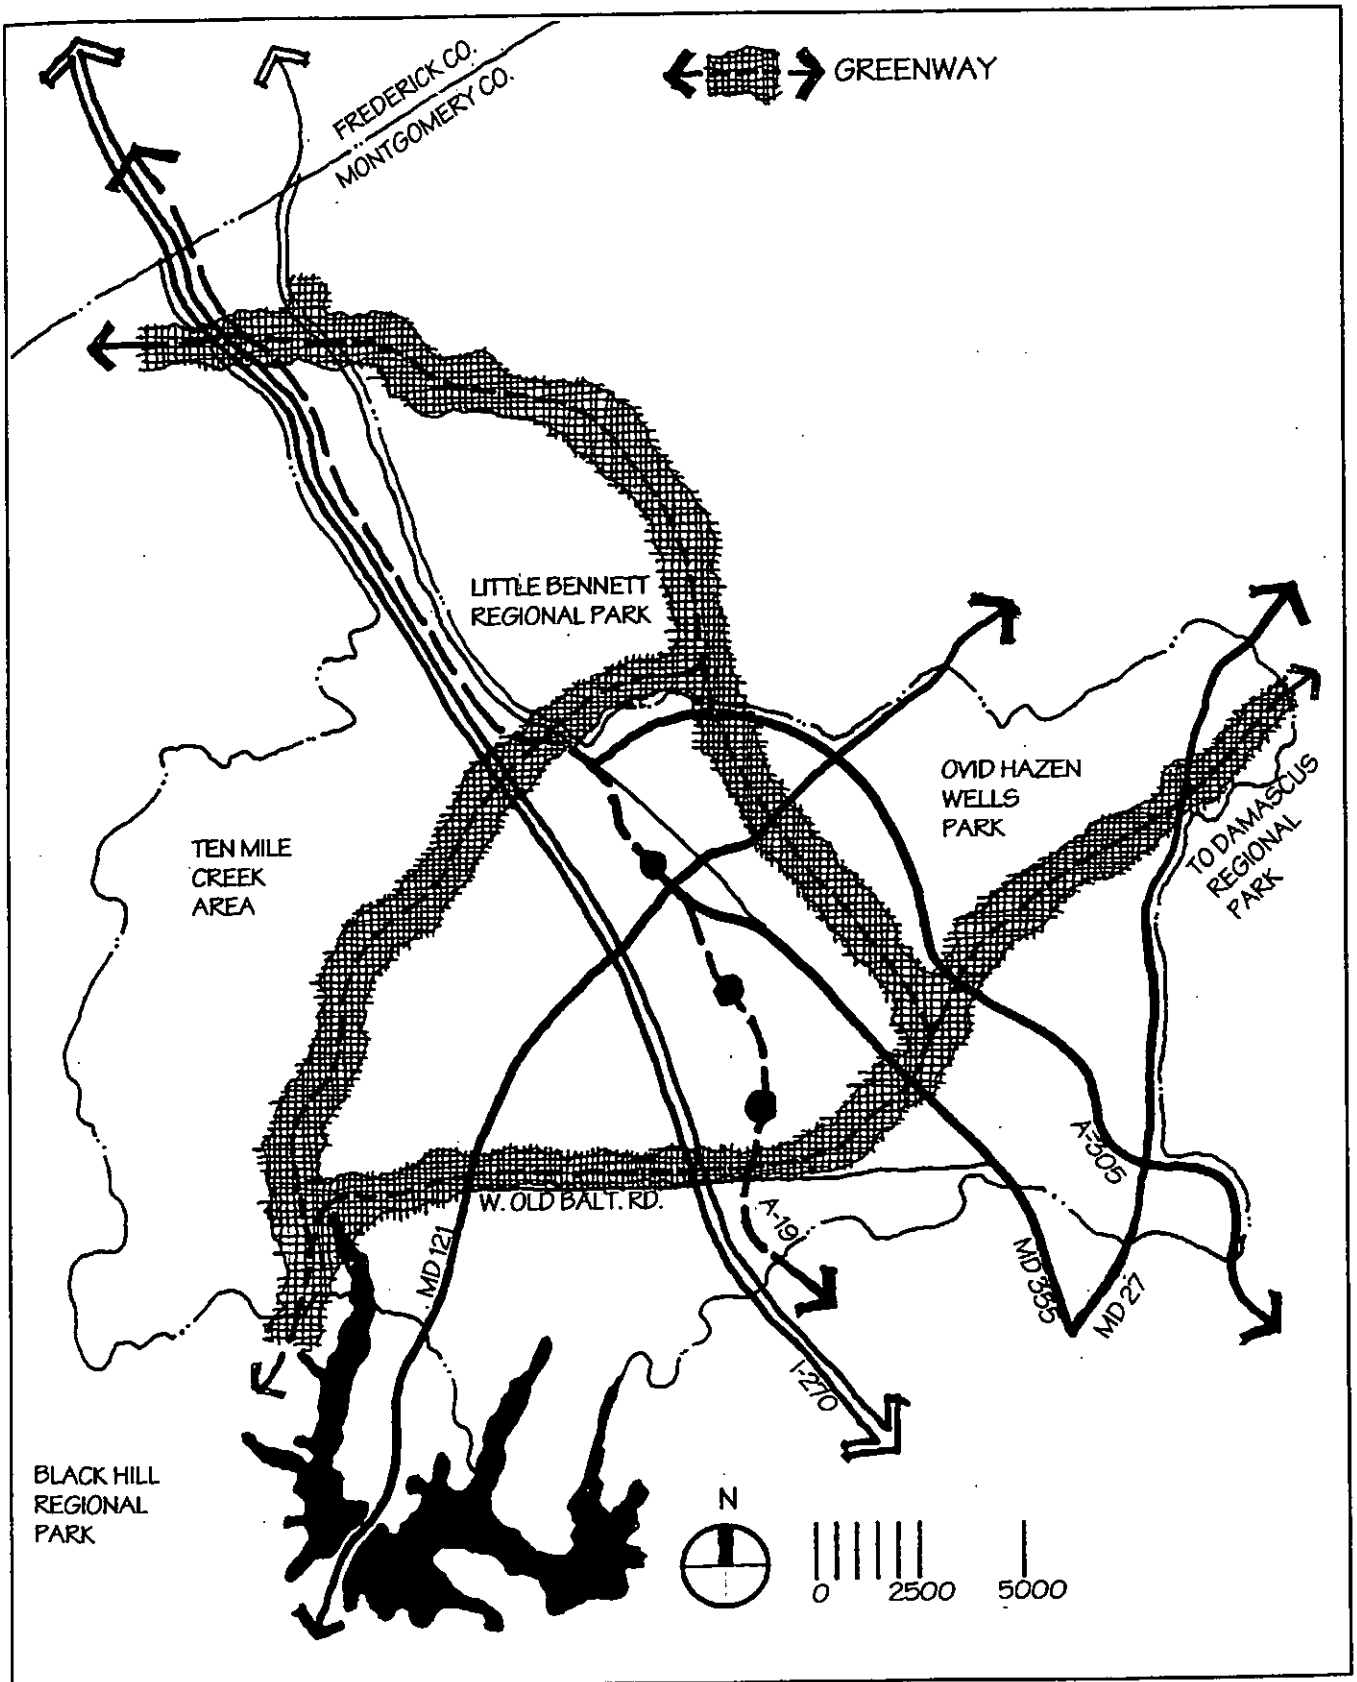 FREDERICK CO.
MONTGOMERY CO.
GREENWAY
LITTLE BENNETT
REGIONAL PARK
OVID HAZEN
WELLS
PARK
TO DAMASCUS
REGIONAL
PARK
TEN MILE
CREEK
AREA
A-305
W. OLD BALT. RD.
A-19
MD 121
MD 355
MD 27
I-270
BLACK HILL
REGIONAL
PARK
N
0 2500 5000